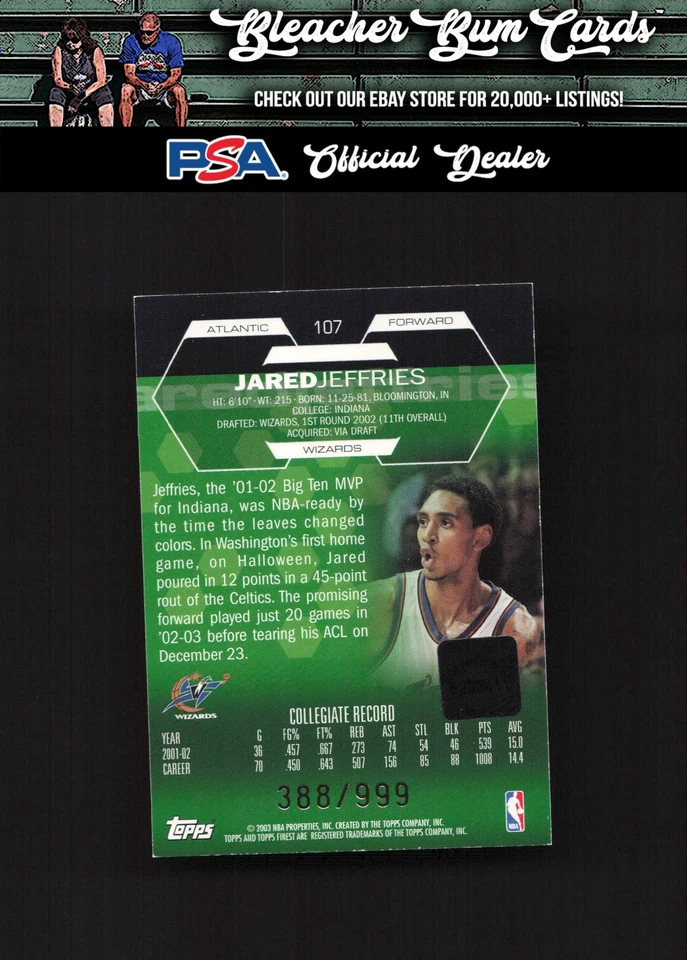 Bleacher Bum Cards
CHECK OUT OUR EBAY STORE FOR 20,000+ LISTINGS!
PSA. Official Dealer
ATLANTIC 107 FORWARD
JARED JEFFRIES
HT: 6'10" · WT: 215 · BORN: 11-25-81, BLOOMINGTON, IN
COLLEGE: INDIANA
DRAFTED: WIZARDS, 1ST ROUND 2002 (11TH OVERALL)
ACQUIRED: VIA DRAFT
WIZARDS
Jeffries, the '01-02 Big Ten MVP
for Indiana, was NBA-ready by
the time the leaves changed
colors. In Washington's first home
game, on Halloween, Jared
poured in 12 points in a 45-point
rout of the Celtics. The promising
forward played just 20 games in
'02-03 before tearing his ACL on
December 23.
WIZARDS
COLLEGIATE RECORD
YEAR G FG% FT% REB AST STL BLK PTS AVG
2001-02 36 .457 .667 273 74 54 46 539 15.0
CAREER 70 .450 .643 507 156 85 88 1008 14.4
388/999
topps
© 2003 NBA PROPERTIES, INC. CREATED BY THE TOPPS COMPANY, INC.
TOPPS AND TOPPS FINEST ARE REGISTERED TRADEMARKS OF THE TOPPS COMPANY, INC.
NBA